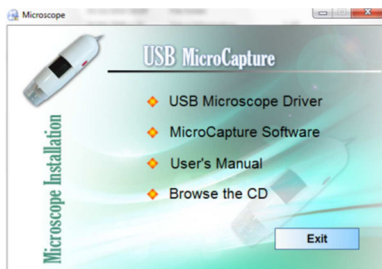 Microscope
USB MicroCapture
USB Microscope Driver
MicroCapture Software
User's Manual
Browse the CD
Microscope Installation
Exit